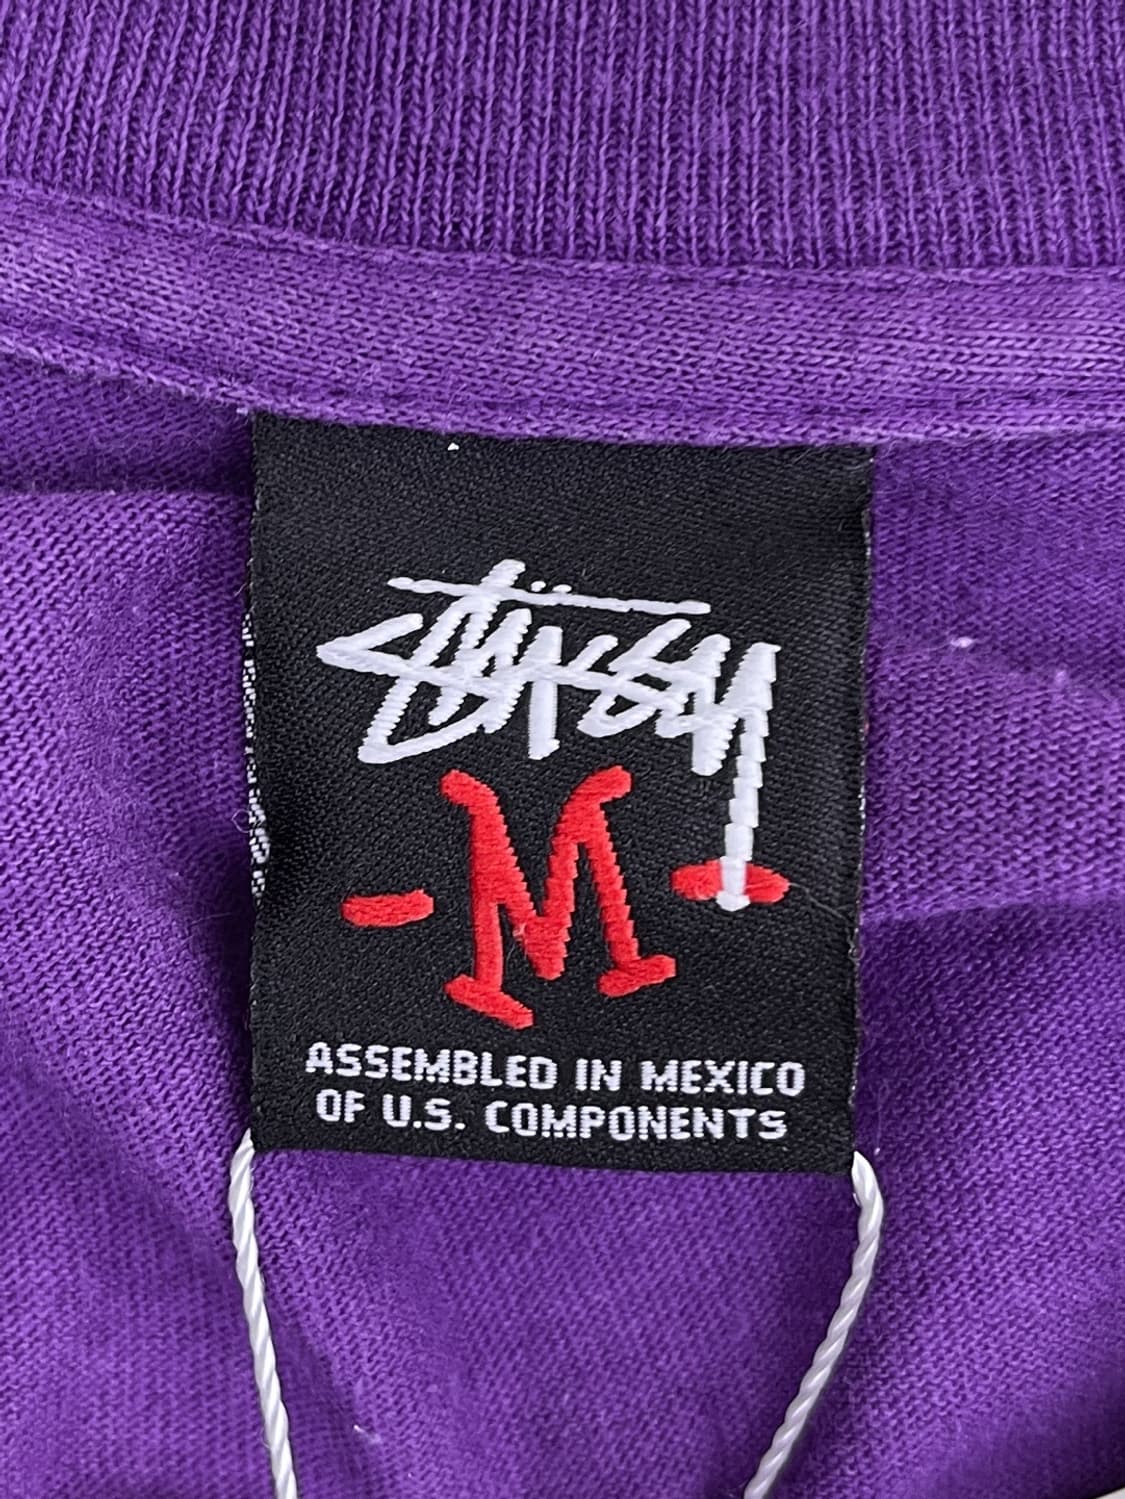 Stüssy
- M -
ASSEMBLED IN MEXICO
OF U.S. COMPONENTS